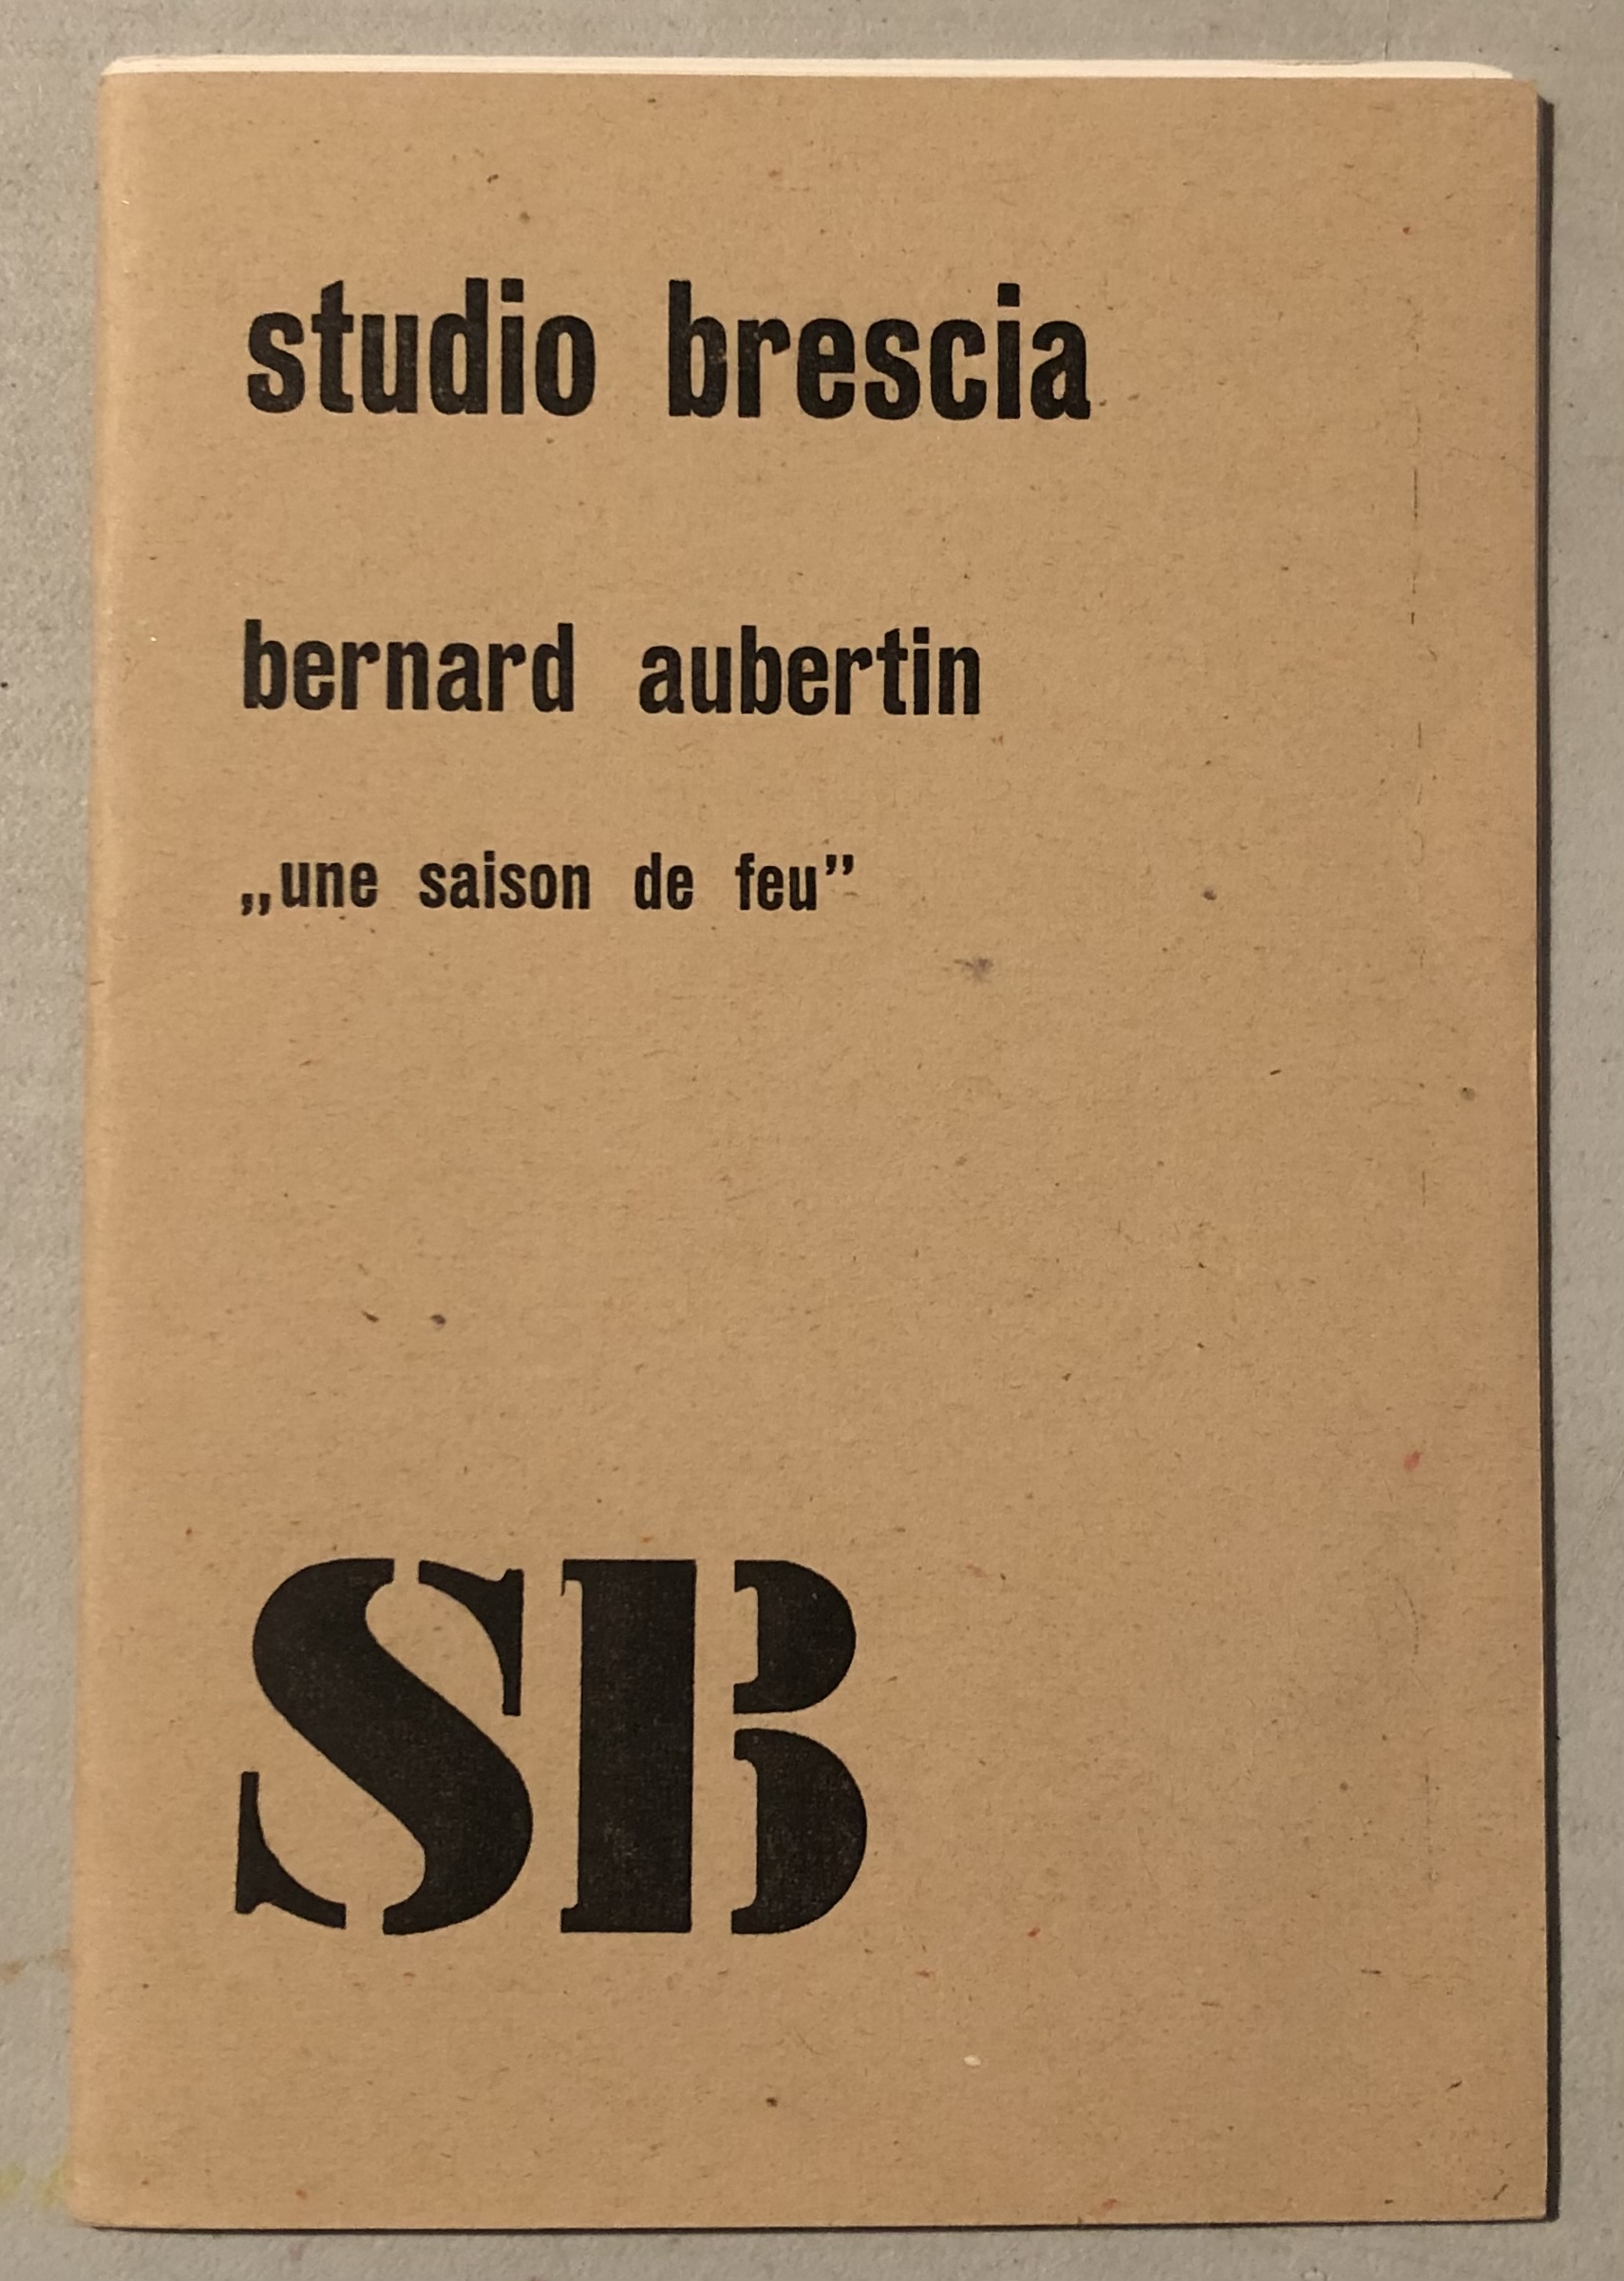 studio brescia
bernard aubertin
„une saison de feu”
SB